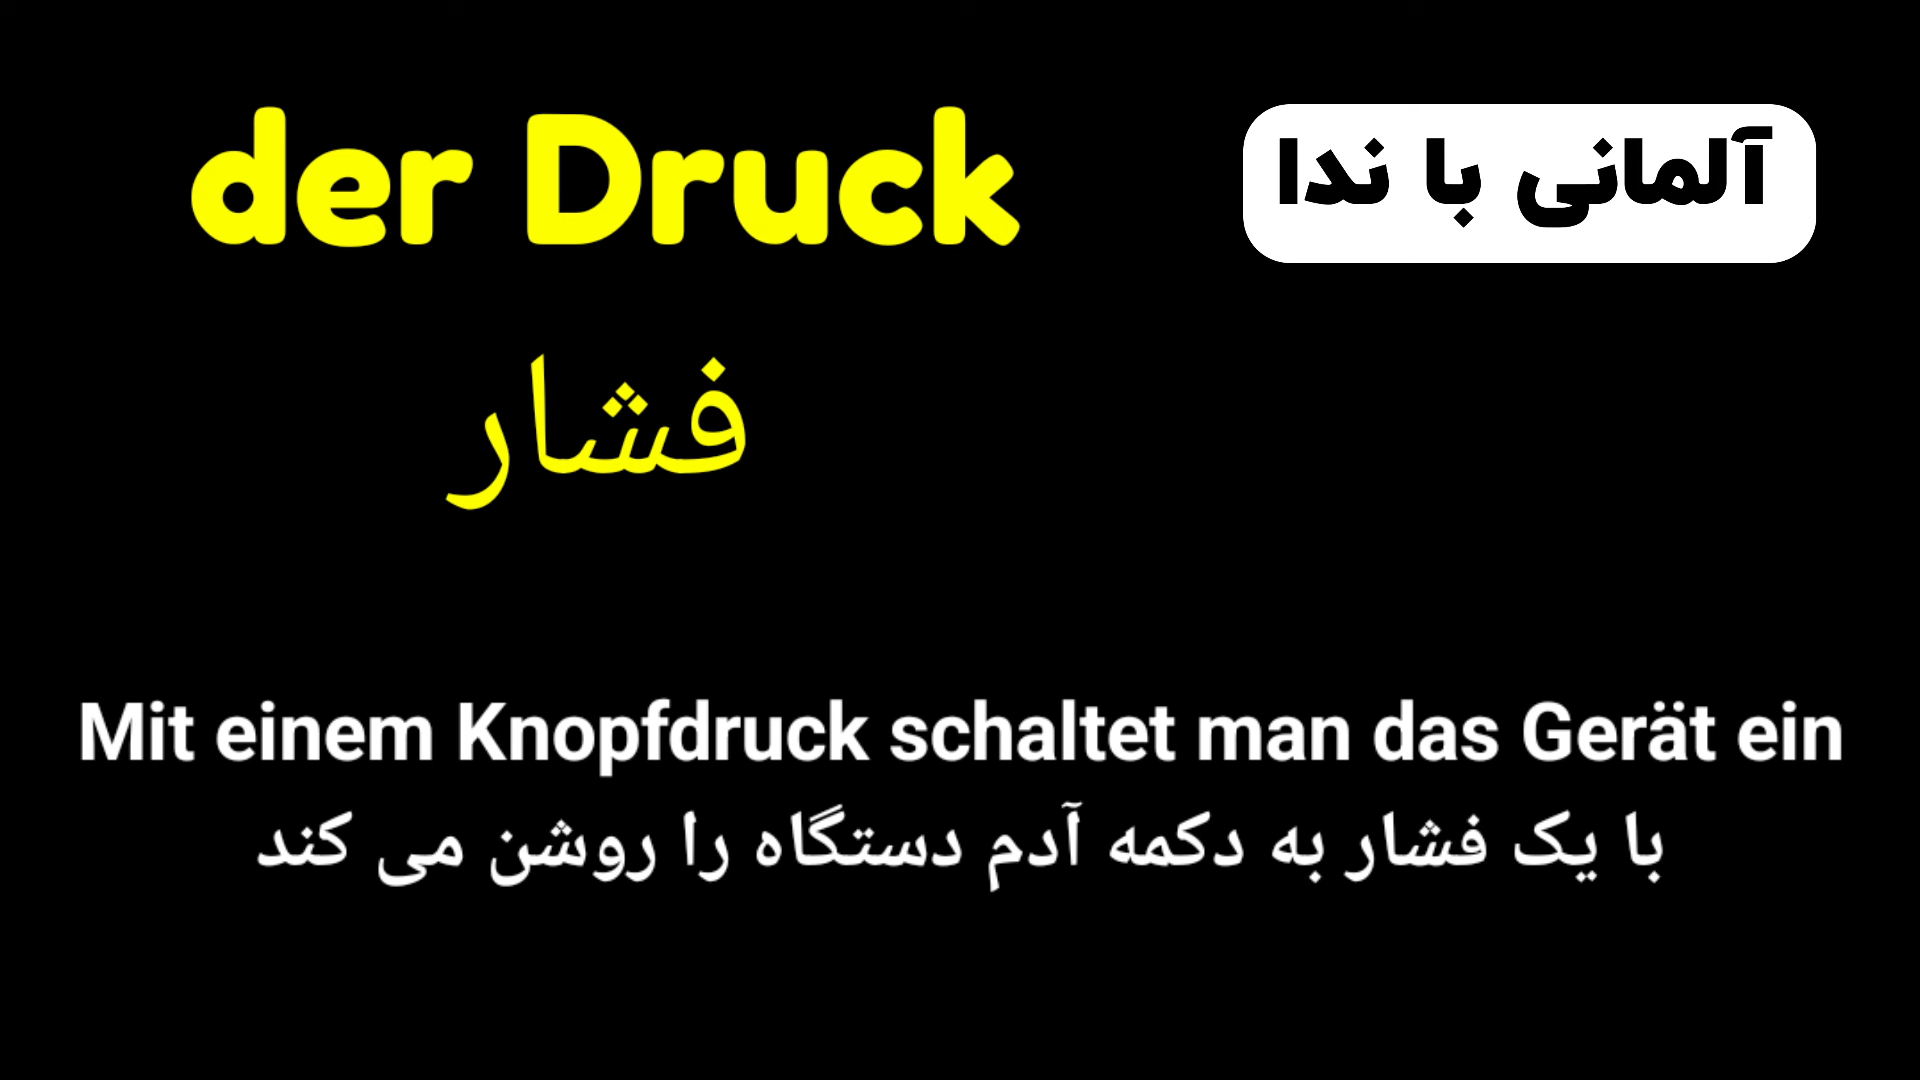 der Druck
آلمانی با ندا
فشار
Mit einem Knopfdruck schaltet man das Gerät ein
با یک فشار به دکمه آدم دستگاه را روشن می کند